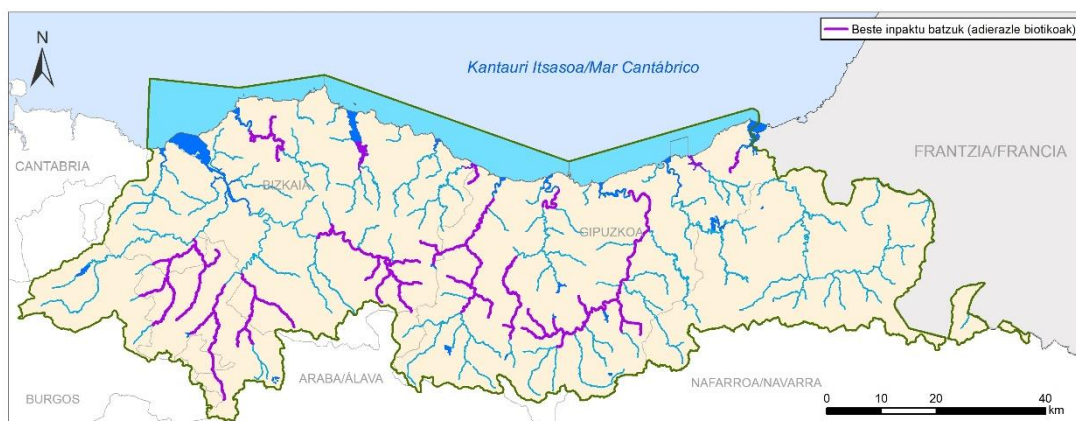 Beste inpaktu batzuk (adierazle biotikoak)
N
Kantauri Itsasoa/Mar Cantábrico
CANTABRIA
FRANTZIA/FRANCIA
BIZKAIA
GIPUZKOA
ARABA/ÁLAVA
NAFARROA/NAVARRA
BURGOS
0 10 20 40
km